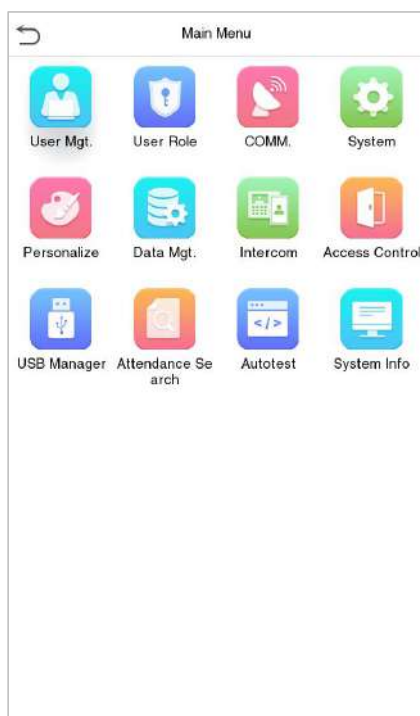 Main Menu
User Mgt. User Role COMM. System
Personalize Data Mgt. Intercom Access Control
USB Manager Attendance Se Autotest System Info
arch